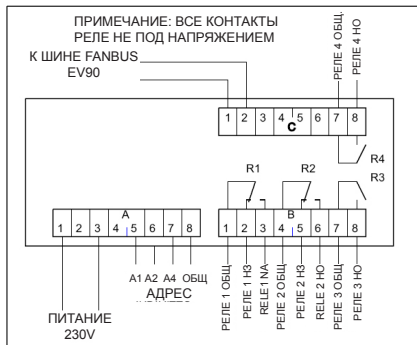 ПРИМЕЧАНИЕ: ВСЕ КОНТАКТЫ
РЕЛЕ НЕ ПОД НАПРЯЖЕНИЕМ
К ШИНЕ FANBUS
EV90
РЕЛЕ 4 ОБЩ.
РЕЛЕ 4 НО
1 2 3 4 5 6 7 8
C
R4
R1
R2
R3
A
1 2 3 4 5 6 7 8
B
1 2 3 4 5 6 7 8
A1 A2 A4 ОБЩ
АДРЕС
ПИТАНИЕ
230V
РЕЛЕ 1 ОБЩ
РЕЛЕ 1 НЗ
RELE 1 NA
РЕЛЕ 2 ОБЩ
РЕЛЕ 2 НЗ
RELE 2 НО
РЕЛЕ 3 ОБЩ
РЕЛЕ 3 НО